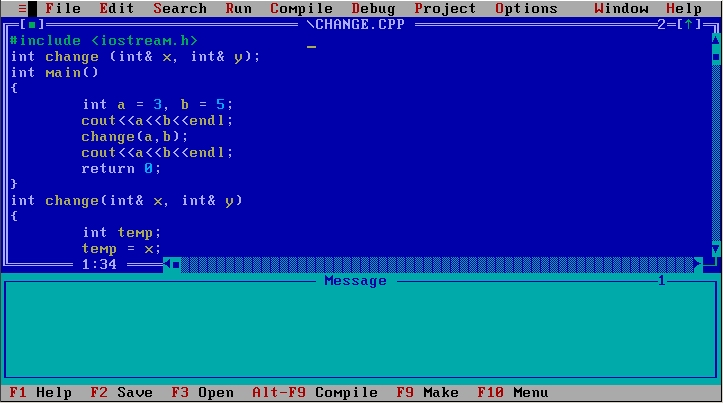 ≡ File Edit Search Run Compile Debug Project Options Window Help
[■] \CHANGE.CPP 2=[↑]
#include <iostream.h>
int change (int& x, int& y);
int main()
{
int a = 3, b = 5;
cout<<a<<b<<endl;
change(a,b);
cout<<a<<b<<endl;
return 0;
}
int change(int& x, int& y)
{
int temp;
temp = x;
1:34
Message 1
F1 Help F2 Save F3 Open Alt-F9 Compile F9 Make F10 Menu